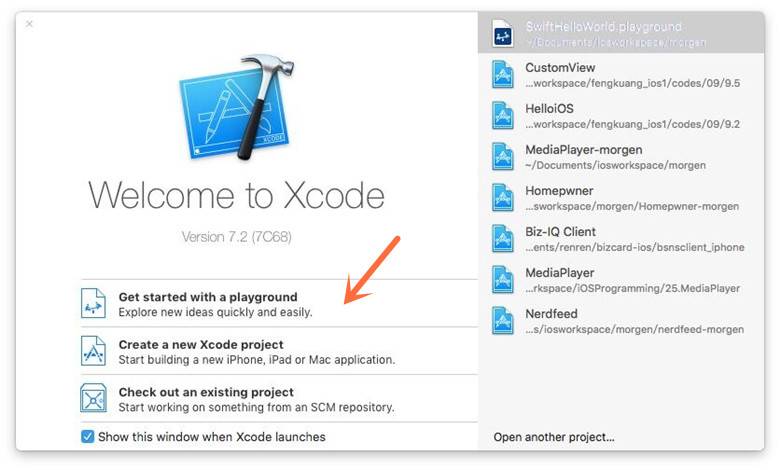 XCODE
Welcome to Xcode
Version 7.2 (7C68)
Get started with a playground
Explore new ideas quickly and easily.
Create a new Xcode project
Start building a new iPhone, iPad or Mac application.
Check out an existing project
Start working on something from an SCM repository.
Show this window when Xcode launches
SwiftHelloWorld.playground
~/Documents/iosworkspace/morgen
CustomView
...workspace/fengkuang_ios1/codes/09/9.5
HelloiOS
...workspace/fengkuang_ios1/codes/09/9.2
MediaPlayer-morgen
~/Documents/iosworkspace/morgen
Homepwner
...sworkspace/morgen/Homepwner-morgen
Biz-IQ Client
...ents/renren/bizcard-ios/bsnsclient_iphone
MediaPlayer
...rkspace/iOSProgramming/25.MediaPlayer
Nerdfeed
...s/iosworkspace/morgen/nerdfeed-morgen
Open another project...